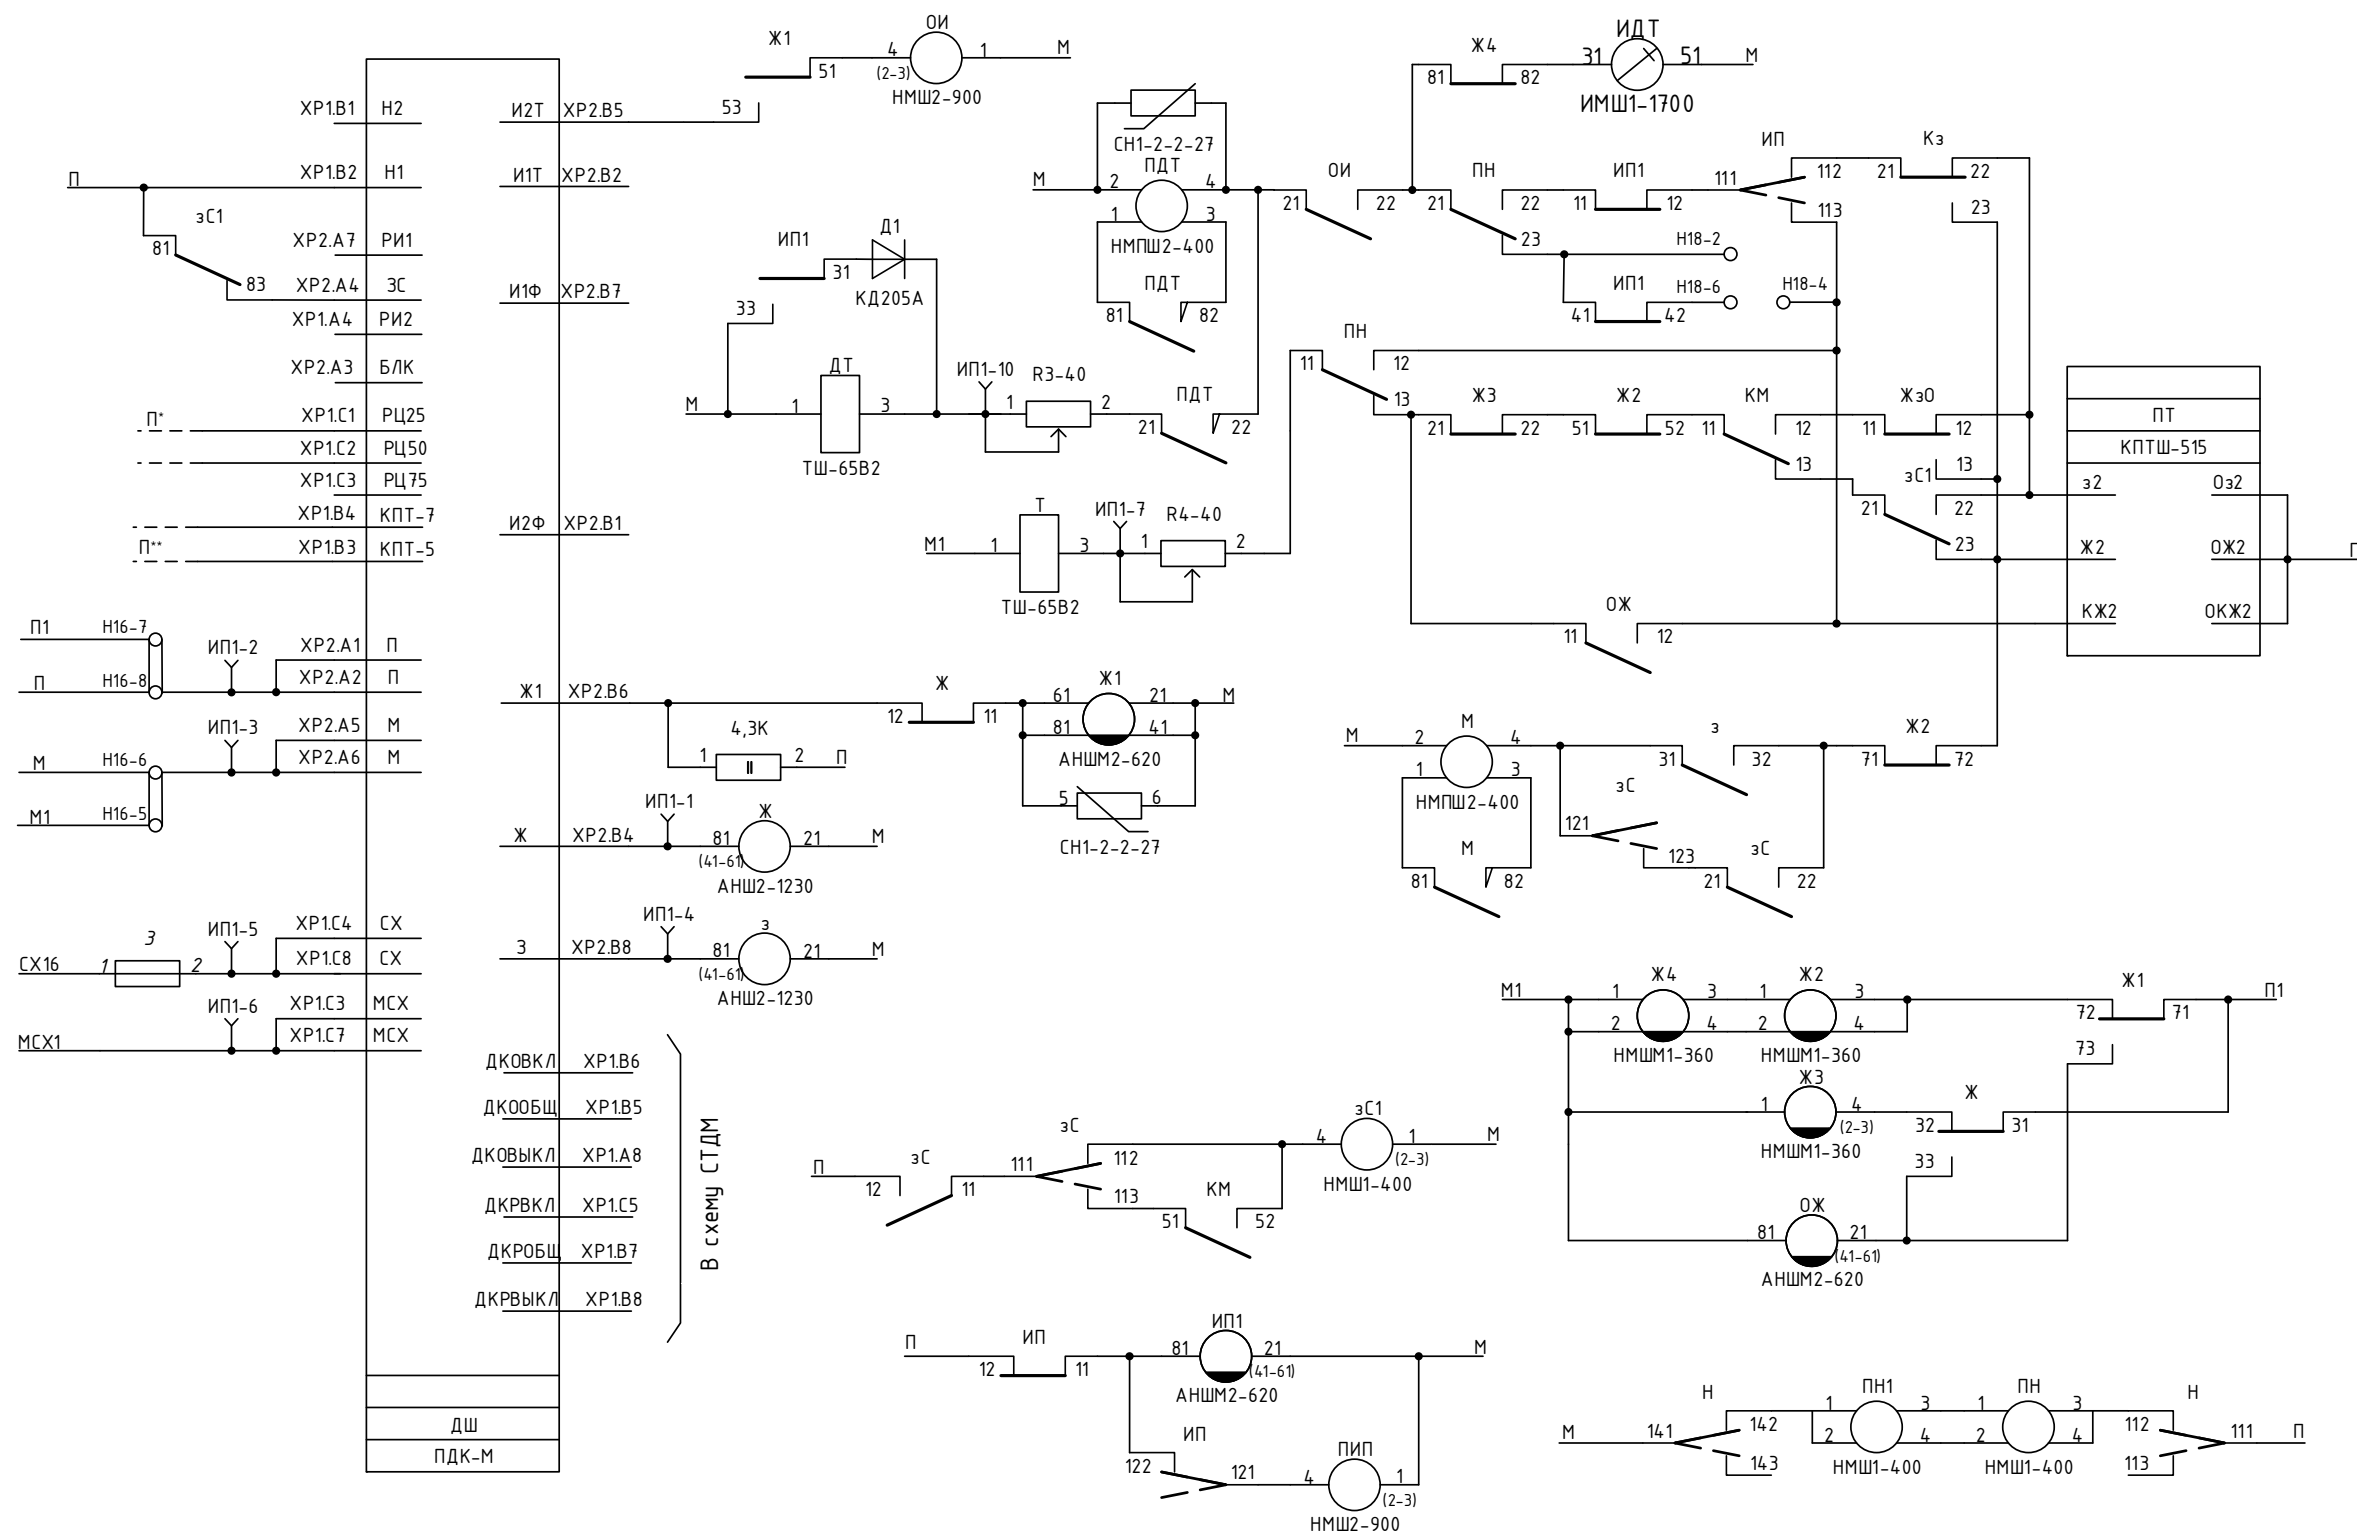 ХР1.В1 Н2
П ХР1.В2 Н1
зС1
81 83
ХР2.А7 РИ1
ХР2.А4 ЗС
ХР1.А4 РИ2
ХР2.А3 БЛК
П* ХР1.С1 РЦ25
ХР1.С2 РЦ50
ХР1.С3 РЦ75
ХР1.В4 КПТ-7
П** ХР1.В3 КПТ-5
П1 Н16-7
П Н16-8
ИП1-2
ХР2.А1 П
ХР2.А2 П
ИП1-3
ХР2.А5 М
ХР2.А6 М
М Н16-6
М1 Н16-5
СХ16 1 3 2
ИП1-5
ХР1.С4 СХ
ХР1.С8 СХ
ИП1-6
ХР1.С3 МСХ
ХР1.С7 МСХ
МСХ1
ДШ
ПДК-М
И2Т ХР2.В5
И1Т ХР2.В2
И1Ф ХР2.В7
И2Ф ХР2.В1
Ж1 ХР2.В6
Ж ХР2.В4
З ХР2.В8
ДКОВКЛ ХР1.В6
ДКООБЩ ХР1.В5
ДКОВЫКЛ ХР1.А8
ДКРВКЛ ХР1.С5
ДКРОБЩ ХР1.В7
ДКРВЫКЛ ХР1.В8
В схему СТДМ
Ж1
51 53
ОИ
4 (2-3) 1 М
НМШ2-900
ИП1
31 33
Д1
КД205А
М 1 ДТ 3
ТШ-65В2
ИП1-10
1 R3-40 2
ПДТ
21 22
СН1-2-2-27
ПДТ
М 2 4
1 3
НМПШ2-400
ПДТ
81 82
ОИ
21 22
Ж4
81 82
ИДТ
31 51 М
ИМШ1-1700
ПН
21 22 23
ИП1
11 12
ИП
111 112 113
Кз
21 22 23
Н18-2
ИП1
41 42
Н18-6
Н18-4
ПН
11 12 13
М1 1 Т 3
ТШ-65В2
ИП1-7
1 R4-40 2
Ж3
21 22
Ж2
51 52
КМ
11 12 13
ЖзО
11 12 13
зС1
21 22 23
ОЖ
11 12
ПТ
КПТШ-515
з2 Оз2
Ж2 ОЖ2
КЖ2 ОКЖ2
П
4,3К
1 2 П
Ж
12 11
Ж1
61 21 М
81 41
АНШМ2-620
5 6
СН1-2-2-27
ИП1-1
Ж
81 (41-61) 21 М
АНШ2-1230
ИП1-4
з
81 (41-61) 21 М
АНШ2-1230
М
М 2 4
1 3
НМПШ2-400
М
81 82
з
31 32
зС
121 123
зС
21 22
Ж2
71 72
М1
Ж4
1 3
2 4
НМШМ1-360
Ж2
1 3
2 4
НМШМ1-360
Ж1
72 71 П1
73
Ж3
1 4 (2-3)
НМШМ1-360
Ж
32 31
33
ОЖ
81 21 (41-61)
АНШМ2-620
П 12 зС 11
зС
111 112 113
КМ
51 52
зС1
4 1 (2-3) М
НМШ1-400
П ИП
12 11
ИП1
81 21 (41-61) М
АНШМ2-620
ИП
122 121
ПИП
4 1 (2-3)
НМШ2-900
М
Н
141 142 143
ПН1
1 3
2 4
НМШ1-400
ПН
1 3
2 4
НМШ1-400
Н
112 111 П
113